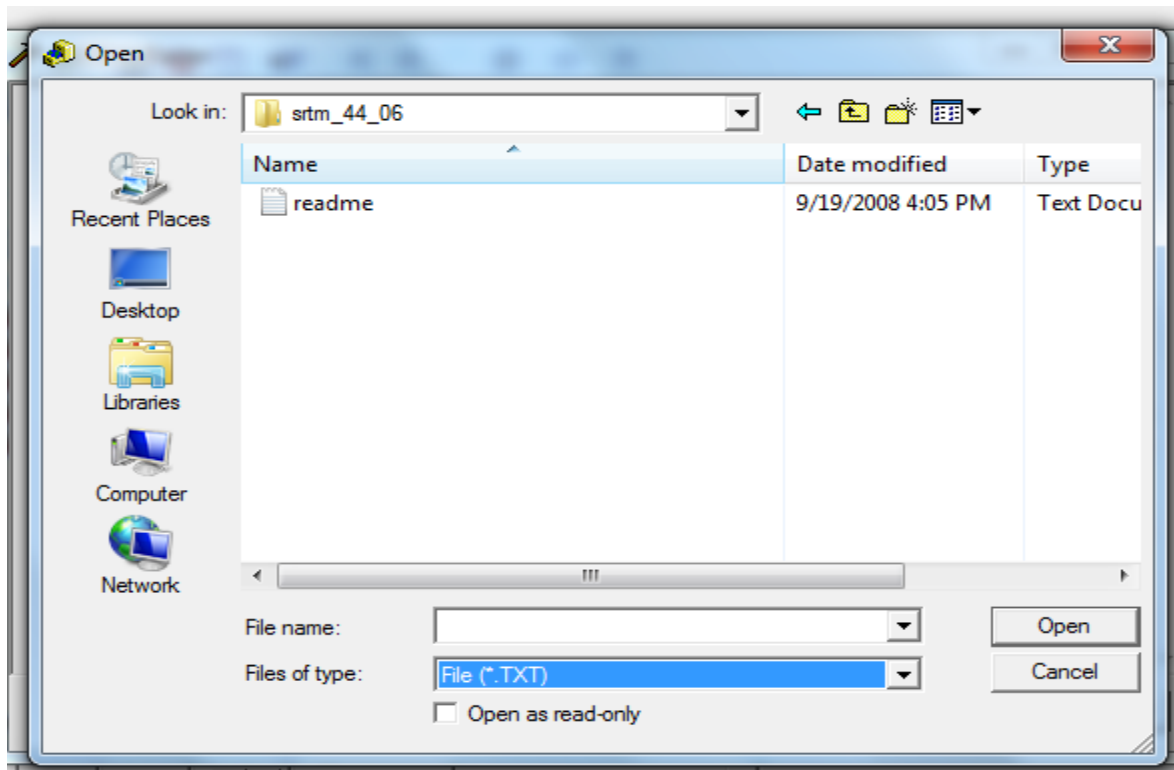 Open
Look in: srtm_44_06
Name Date modified Type
readme 9/19/2008 4:05 PM Text Docu
Recent Places
Desktop
Libraries
Computer
Network
File name: Open
Files of type: File (*.TXT) Cancel
Open as read-only